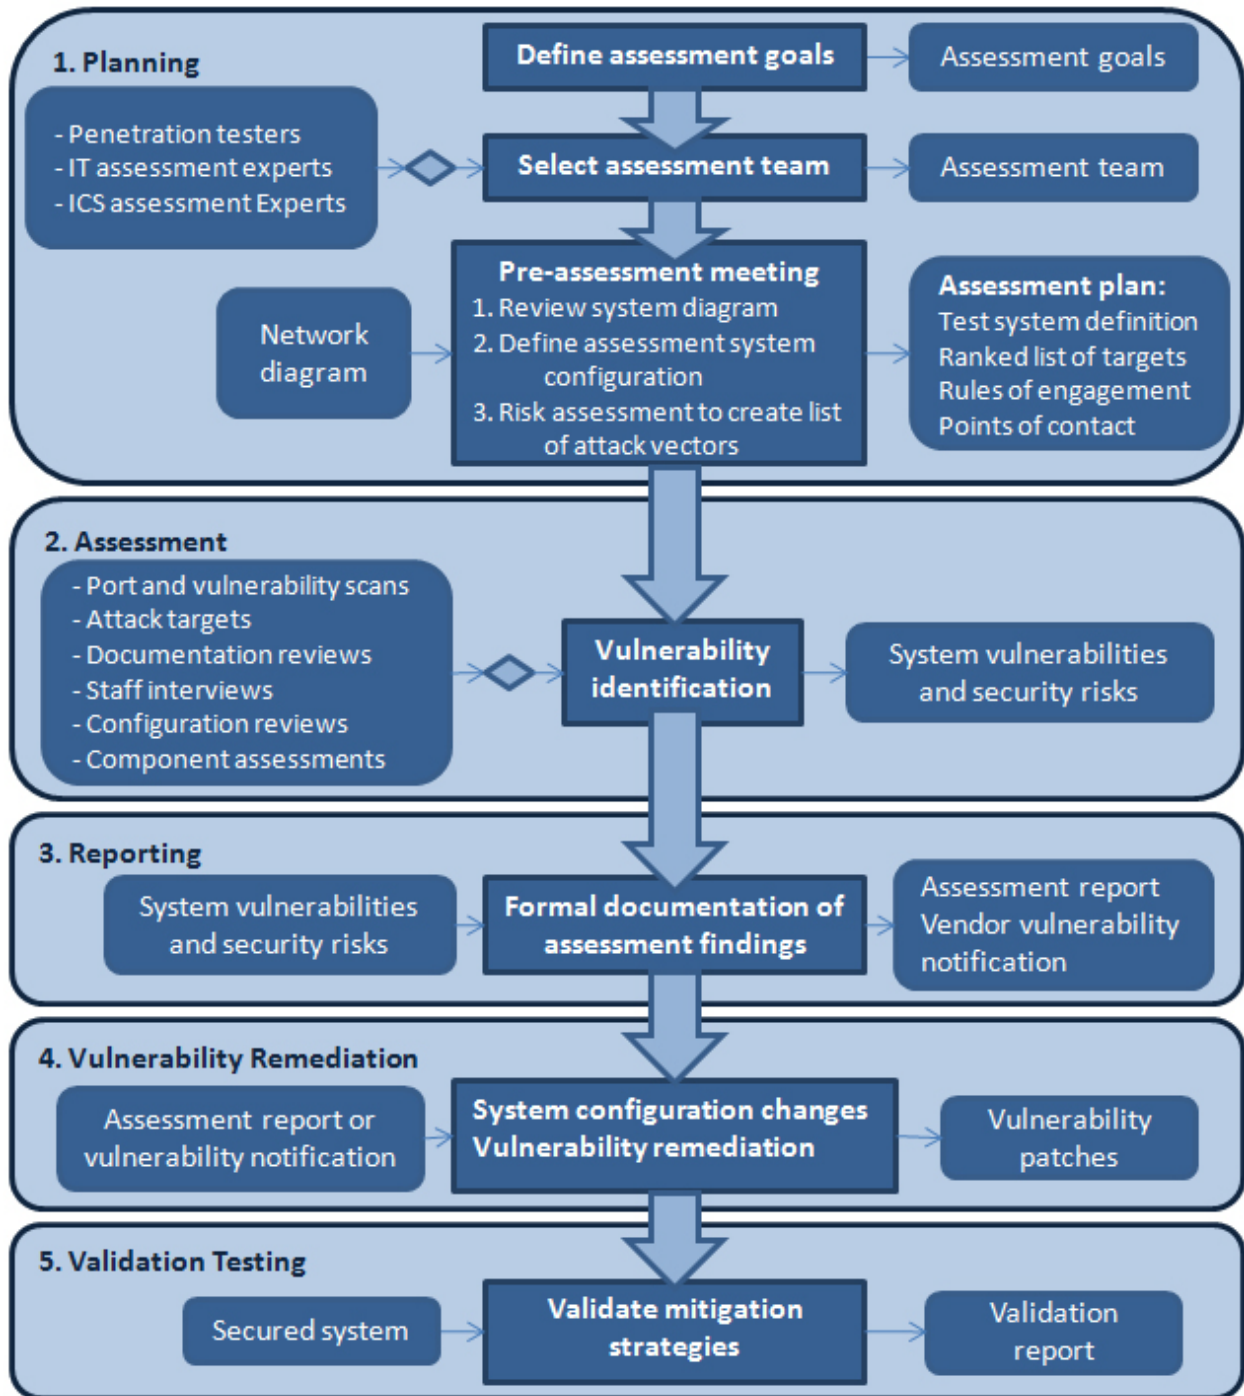 1. Planning
Define assessment goals
Assessment goals
- Penetration testers
- IT assessment experts
- ICS assessment Experts
Select assessment team
Assessment team
Network
diagram
Pre-assessment meeting
1. Review system diagram
2. Define assessment system
configuration
3. Risk assessment to create list
of attack vectors
Assessment plan:
Test system definition
Ranked list of targets
Rules of engagement
Points of contact
2. Assessment
- Port and vulnerability scans
- Attack targets
- Documentation reviews
- Staff interviews
- Configuration reviews
- Component assessments
Vulnerability
identification
System vulnerabilities
and security risks
3. Reporting
System vulnerabilities
and security risks
Formal documentation of
assessment findings
Assessment report
Vendor vulnerability
notification
4. Vulnerability Remediation
Assessment report or
vulnerability notification
System configuration changes
Vulnerability remediation
Vulnerability
patches
5. Validation Testing
Secured system
Validate mitigation
strategies
Validation
report